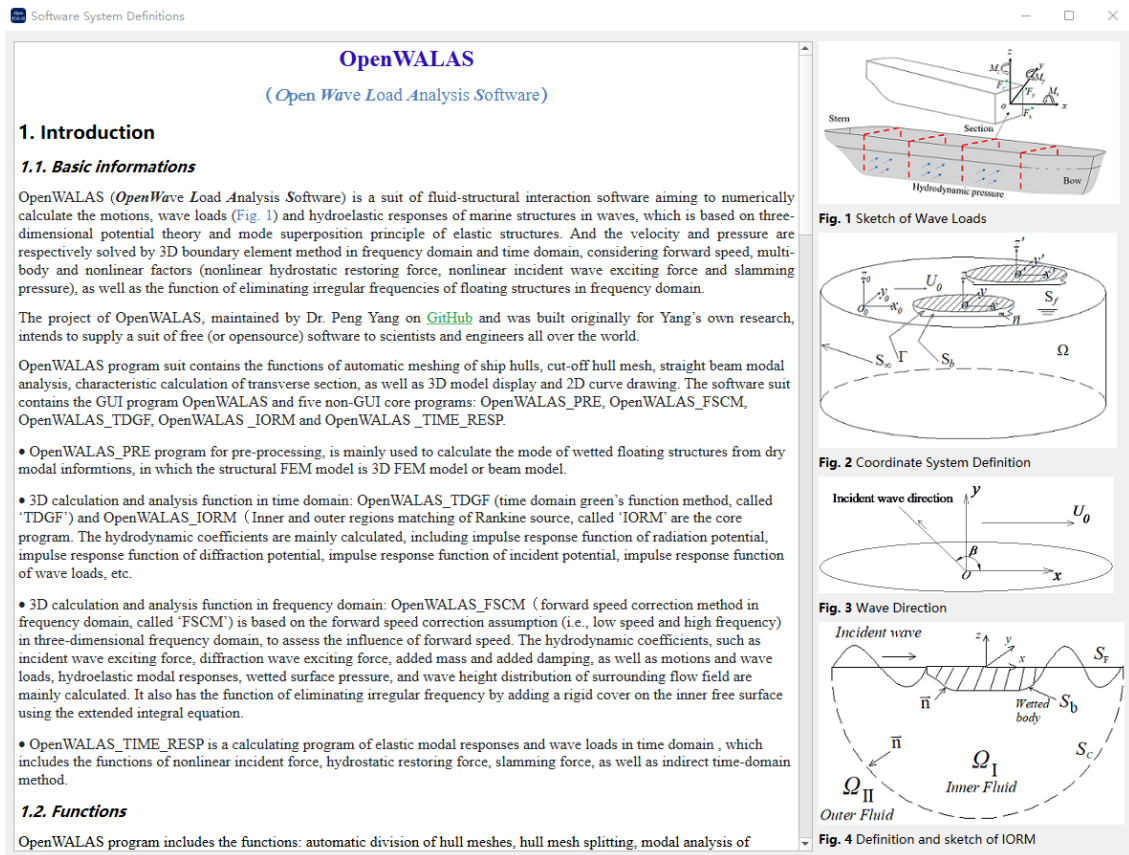 Software System Definitions
OpenWALAS
(Open Wave Load Analysis Software)
1. Introduction
1.1. Basic informations
OpenWALAS (OpenWave Load Analysis Software) is a suit of fluid-structural interaction software aiming to numerically
calculate the motions, wave loads (Fig. 1) and hydroelastic responses of marine structures in waves, which is based on three-
dimensional potential theory and mode superposition principle of elastic structures. And the velocity and pressure are
respectively solved by 3D boundary element method in frequency domain and time domain, considering forward speed, multi-
body and nonlinear factors (nonlinear hydrostatic restoring force, nonlinear incident wave exciting force and slamming
pressure), as well as the function of eliminating irregular frequencies of floating structures in frequency domain.
The project of OpenWALAS, maintained by Dr. Peng Yang on GitHub and was built originally for Yang's own research,
intends to supply a suit of free (or opensource) software to scientists and engineers all over the world.
OpenWALAS program suit contains the functions of automatic meshing of ship hulls, cut-off hull mesh, straight beam modal
analysis, characteristic calculation of transverse section, as well as 3D model display and 2D curve drawing. The software suit
contains the GUI program OpenWALAS and five non-GUI core programs: OpenWALAS_PRE, OpenWALAS_FSCM,
OpenWALAS_TDGF, OpenWALAS _IORM and OpenWALAS _TIME_RESP.
• OpenWALAS_PRE program for pre-processing, is mainly used to calculate the mode of wetted floating structures from dry
modal informtions, in which the structural FEM model is 3D FEM model or beam model.
• 3D calculation and analysis function in time domain: OpenWALAS_TDGF (time domain green's function method, called
'TDGF') and OpenWALAS_IORM (Inner and outer regions matching of Rankine source, called 'IORM' are the core
program. The hydrodynamic coefficients are mainly calculated, including impulse response function of radiation potential,
impulse response function of diffraction potential, impulse response function of incident potential, impulse response function
of wave loads, etc.
• 3D calculation and analysis function in frequency domain: OpenWALAS_FSCM (forward speed correction method in
frequency domain, called 'FSCM') is based on the forward speed correction assumption (i.e., low speed and high frequency)
in three-dimensional frequency domain, to assess the influence of forward speed. The hydrodynamic coefficients, such as
incident wave exciting force, diffraction wave exciting force, added mass and added damping, as well as motions and wave
loads, hydroelastic modal responses, wetted surface pressure, and wave height distribution of surrounding flow field are
mainly calculated. It also has the function of eliminating irregular frequency by adding a rigid cover on the inner free surface
using the extended integral equation.
• OpenWALAS_TIME_RESP is a calculating program of elastic modal responses and wave loads in time domain , which
includes the functions of nonlinear incident force, hydrostatic restoring force, slamming force, as well as indirect time-domain
method.
1.2. Functions
OpenWALAS program includes the functions: automatic division of hull meshes, hull mesh splitting, modal analysis of
z
y
x
o
Stern
Section
Bow
Hydrodynamic pressure
Fig. 1 Sketch of Wave Loads
z'
y'
x'
z₀
y₀
x₀
U₀
S_f
S∞
Γ
S_b
Ω
Fig. 2 Coordinate System Definition
Incident wave direction
y
U₀
β
O
x
Fig. 3 Wave Direction
Incident wave
z
y
x
S_F
n
Wetted
body
S_b
n
S_C
Ω_I
Inner Fluid
Ω_II
Outer Fluid
Fig. 4 Definition and sketch of IORM